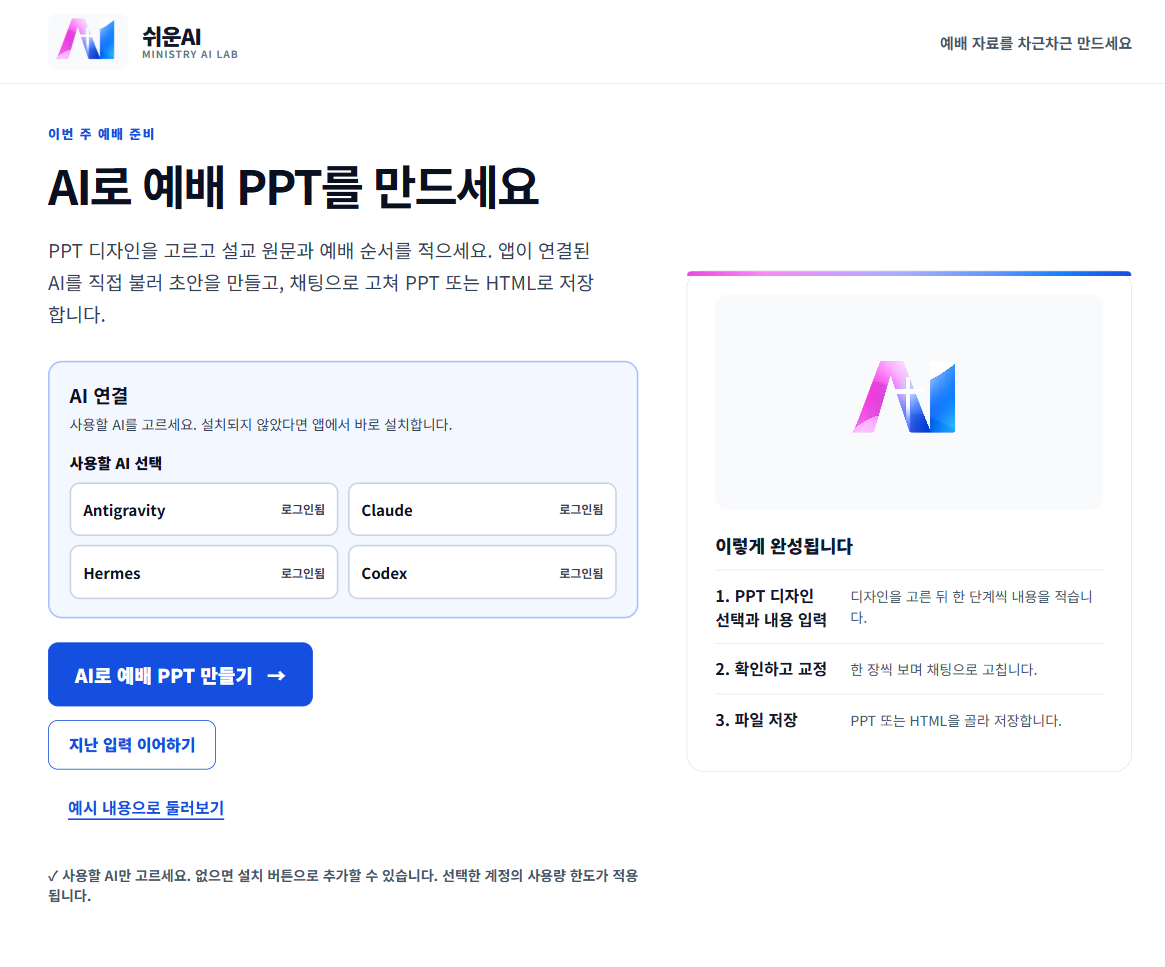 쉬운AI
MINISTRY AI LAB
예배 자료를 차근차근 만드세요
이번 주 예배 준비
AI로 예배 PPT를 만드세요
PPT 디자인을 고르고 설교 원문과 예배 순서를 적으세요. 앱이 연결된
AI를 직접 불러 초안을 만들고, 채팅으로 고쳐 PPT 또는 HTML로 저장
합니다.
AI 연결
사용할 AI를 고르세요. 설치되지 않았다면 앱에서 바로 설치합니다.
사용할 AI 선택
Antigravity 로그인됨
Claude 로그인됨
Hermes 로그인됨
Codex 로그인됨
AI로 예배 PPT 만들기 →
지난 입력 이어하기
예시 내용으로 둘러보기
✓ 사용할 AI만 고르세요. 없으면 설치 버튼으로 추가할 수 있습니다. 선택한 계정의 사용량 한도가 적용
됩니다.
AI
이렇게 완성됩니다
1. PPT 디자인
선택과 내용 입력
디자인을 고른 뒤 한 단계씩 내용을 적습니
다.
2. 확인하고 교정
한 장씩 보며 채팅으로 고칩니다.
3. 파일 저장
PPT 또는 HTML을 골라 저장합니다.